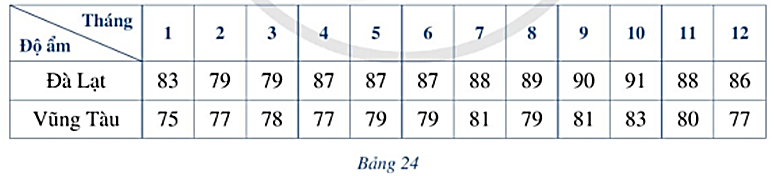 Tháng
Độ ẩm 1 2 3 4 5 6 7 8 9 10 11 12
Đà Lạt 83 79 79 87 87 87 88 89 90 91 88 86
Vũng Tàu 75 77 78 77 79 79 81 79 81 83 80 77
Bảng 24